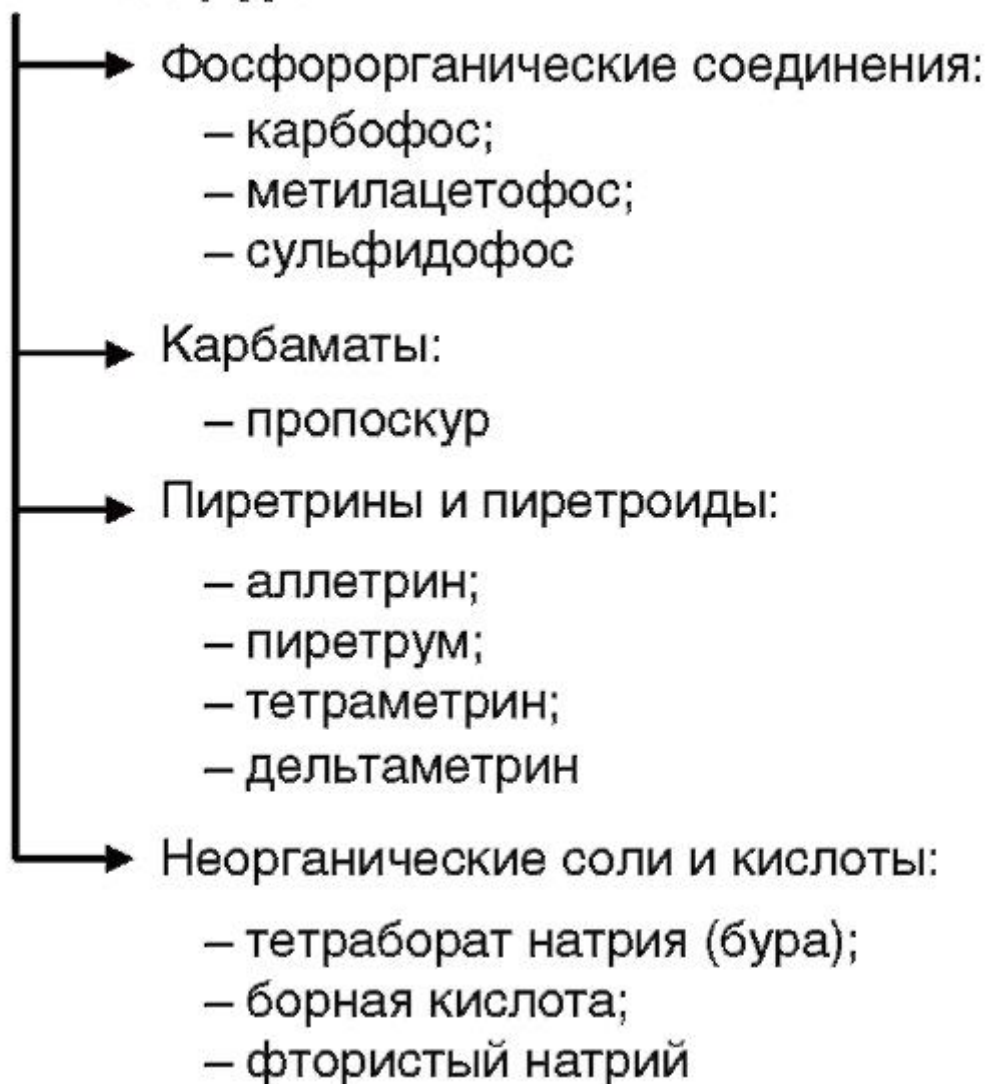 Фосфорорганические соединения:
– карбофос;
– метилацетофос;
– сульфидофос
Карбаматы:
– пропоскур
Пиретрины и пиретроиды:
– аллетрин;
– пиретрум;
– тетраметрин;
– дельтаметрин
Неорганические соли и кислоты:
– тетраборат натрия (бура);
– борная кислота;
– фтористый натрий